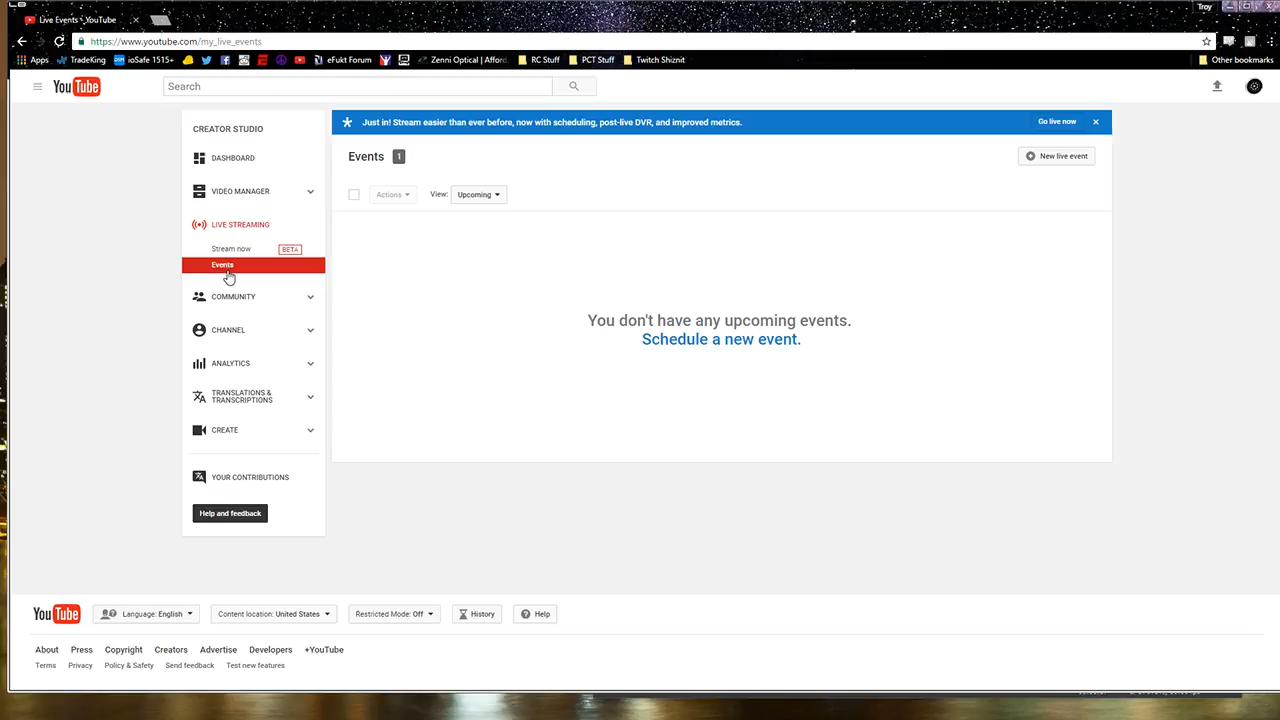 Live Events - YouTube
Troy
https://www.youtube.com/my_live_events
Apps
TradeKing
ioSafe 1515+
eFukt Forum
Zenni Optical | Afford.
RC Stuff
PCT Stuff
Twitch Shiznit
Other bookmarks
YouTube
Search
CREATOR STUDIO
DASHBOARD
VIDEO MANAGER
LIVE STREAMING
Stream now
BETA
Events
COMMUNITY
CHANNEL
ANALYTICS
TRANSLATIONS &
TRANSCRIPTIONS
CREATE
YOUR CONTRIBUTIONS
Help and feedback
Just in! Stream easier than ever before, now with scheduling, post-live DVR, and improved metrics.
Go live now
Events 1
New live event
Actions
View: Upcoming
You don't have any upcoming events.
Schedule a new event.
YouTube
Language: English
Content location: United States
Restricted Mode: Off
History
Help
About Press Copyright Creators Advertise Developers +YouTube
Terms Privacy Policy & Safety Send feedback Test new features